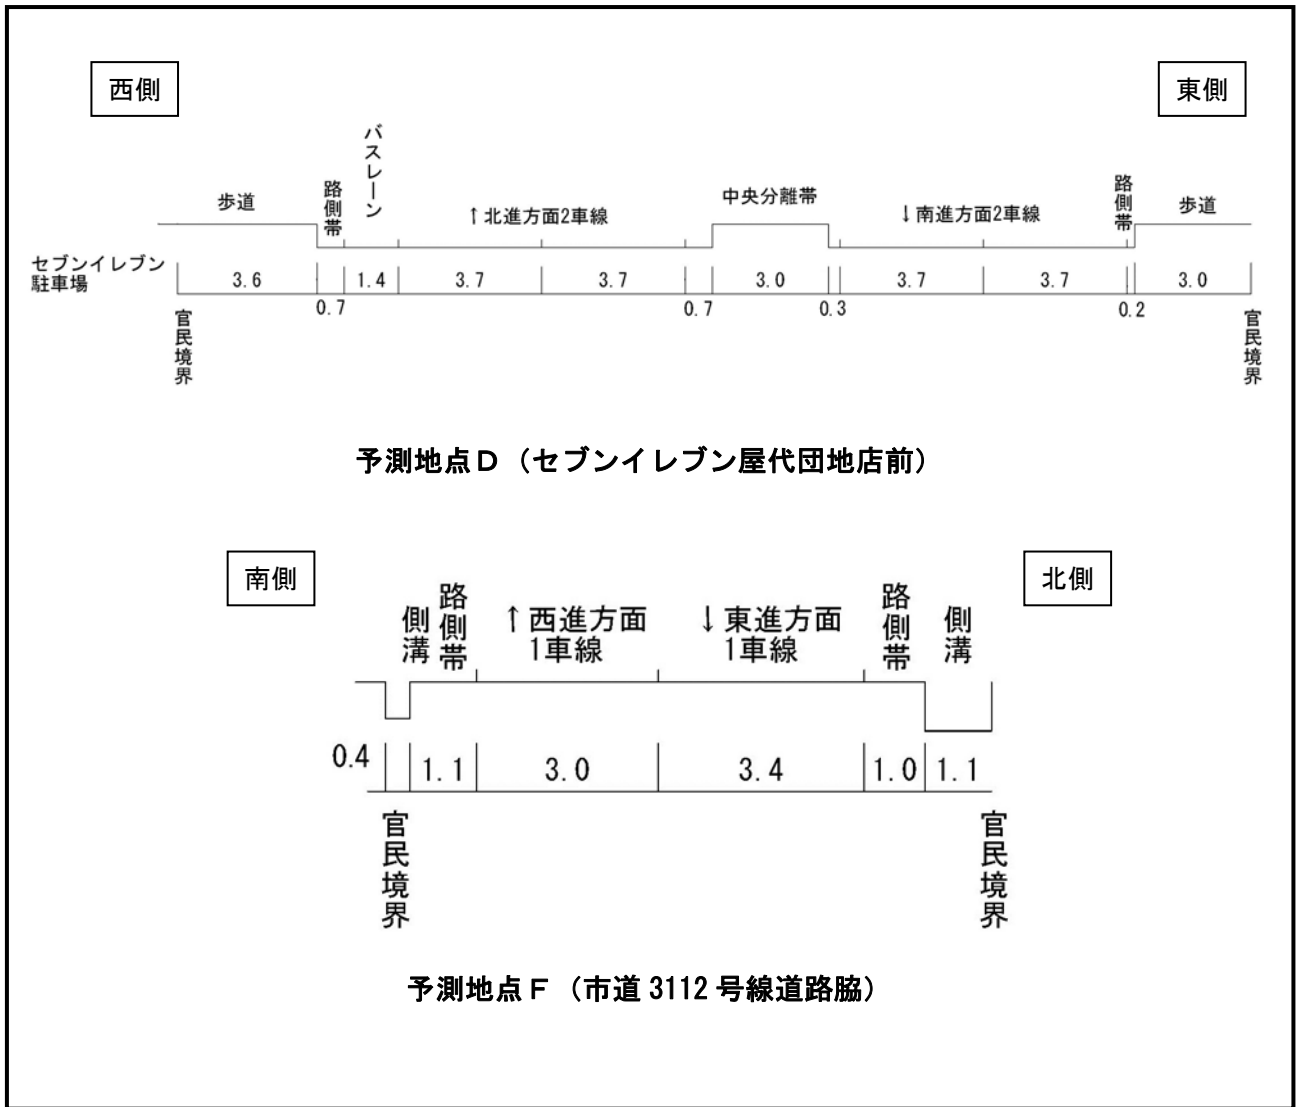 西側
東側
バスレーン
歩道
路側帯
↑北進方面2車線
中央分離帯
↓南進方面2車線
路側帯
歩道
セブンイレブン
駐車場
3.6
1.4
3.7
3.7
3.0
3.7
3.7
3.0
0.7
0.7
0.3
0.2
官民境界
官民境界
予測地点D(セブンイレブン屋代団地店前)
南側
北側
側溝
路側帯
↑西進方面
1車線
↓東進方面
1車線
路側帯
側溝
0.4
1.1
3.0
3.4
1.0
1.1
官民境界
官民境界
予測地点F(市道3112号線道路脇)